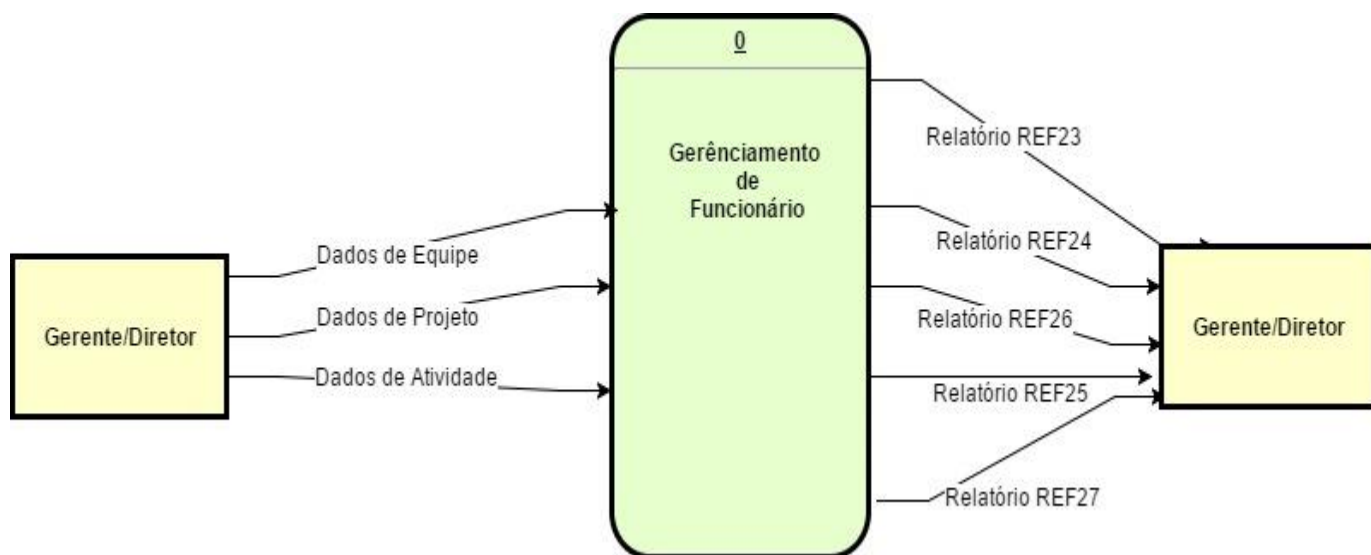 0
Gerênciamento
de
Funcionário
Dados de Equipe
Dados de Projeto
Dados de Atividade
Gerente/Diretor
Relatório REF23
Relatório REF24
Relatório REF26
Relatório REF25
Relatório REF27
Gerente/Diretor